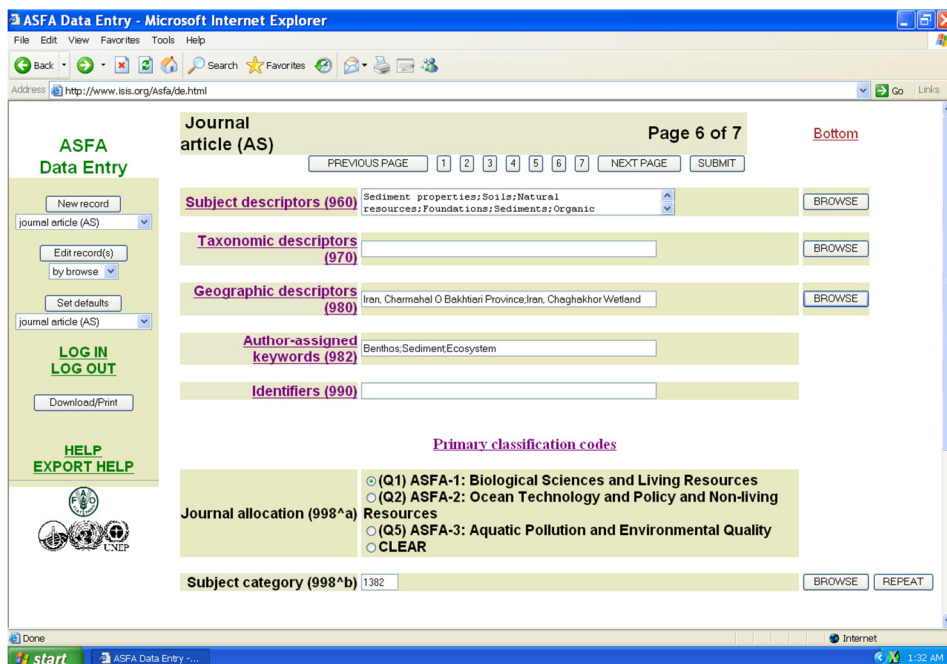 ASFA Data Entry - Microsoft Internet Explorer
File Edit View Favorites Tools Help
Back Search Favorites
Address http://www.isis.org/Asfa/de.html Go Links
ASFA
Data Entry
New record
journal article (AS)
Edit record(s)
by browse
Set defaults
journal article (AS)
LOG IN
LOG OUT
Download/Print
HELP
EXPORT HELP
FAO
UNEP
Journal
article (AS)
Page 6 of 7
Bottom
PREVIOUS PAGE 1 2 3 4 5 6 7 NEXT PAGE SUBMIT
Subject descriptors (960) Sediment properties;Soils;Natural
resources;Foundations;Sediments;Organic
BROWSE
Taxonomic descriptors
(970)
BROWSE
Geographic descriptors
(980) Iran, Charmahal O Bakhtiari Province;Iran, Chaghakhor Wetland
BROWSE
Author-assigned
keywords (982) Benthos;Sediment;Ecosystem
Identifiers (990)
Primary classification codes
Journal allocation (998^a)
(Q1) ASFA-1: Biological Sciences and Living Resources
(Q2) ASFA-2: Ocean Technology and Policy and Non-living
Resources
(Q5) ASFA-3: Aquatic Pollution and Environmental Quality
CLEAR
Subject category (998^b) 1382 BROWSE REPEAT
Done Internet
start ASFA Data Entry -... 1:32 AM